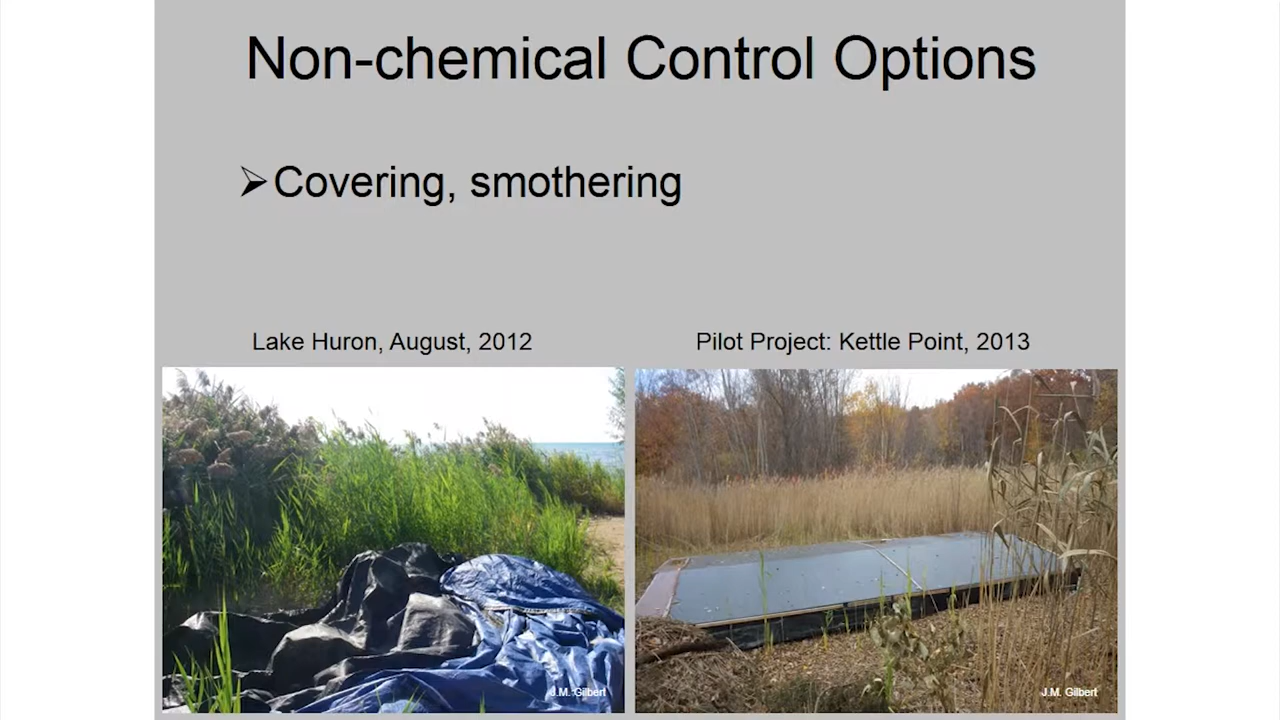 Non-chemical Control Options
➢Covering, smothering
Lake Huron, August, 2012
Pilot Project: Kettle Point, 2013
J.M. Gilbert
J.M. Gilbert